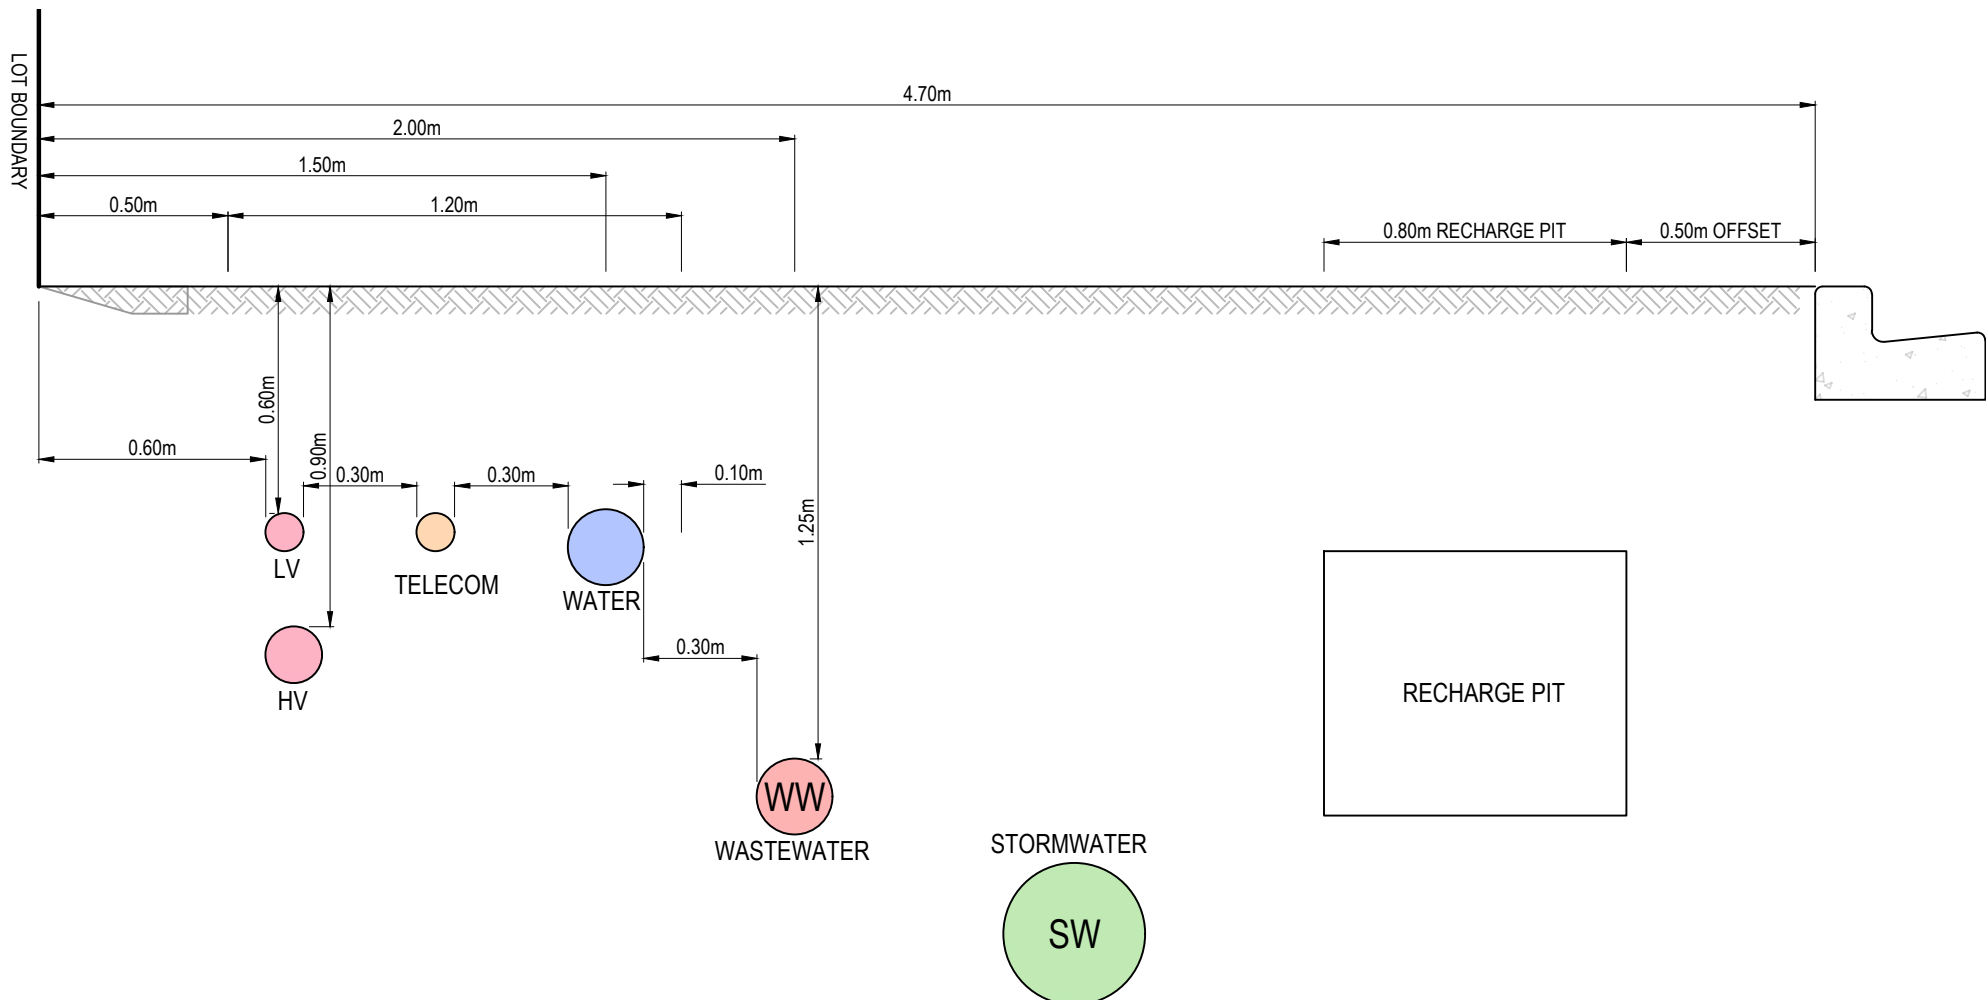 LOT BOUNDARY
4.70m
2.00m
1.50m
0.50m
1.20m
0.80m RECHARGE PIT
0.50m OFFSET
0.60m
0.90m
0.60m
0.30m
0.30m
0.10m
1.25m
LV
TELECOM
WATER
HV
0.30m
RECHARGE PIT
WW
WASTEWATER
STORMWATER
SW